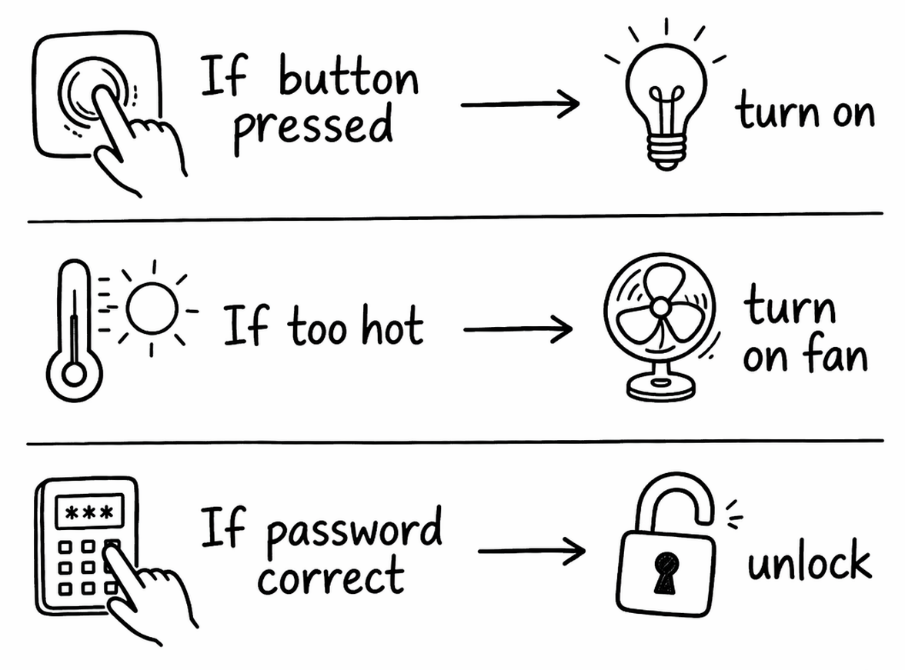 If button
pressed
turn on
If too hot
turn
on fan
***
If password
correct
unlock